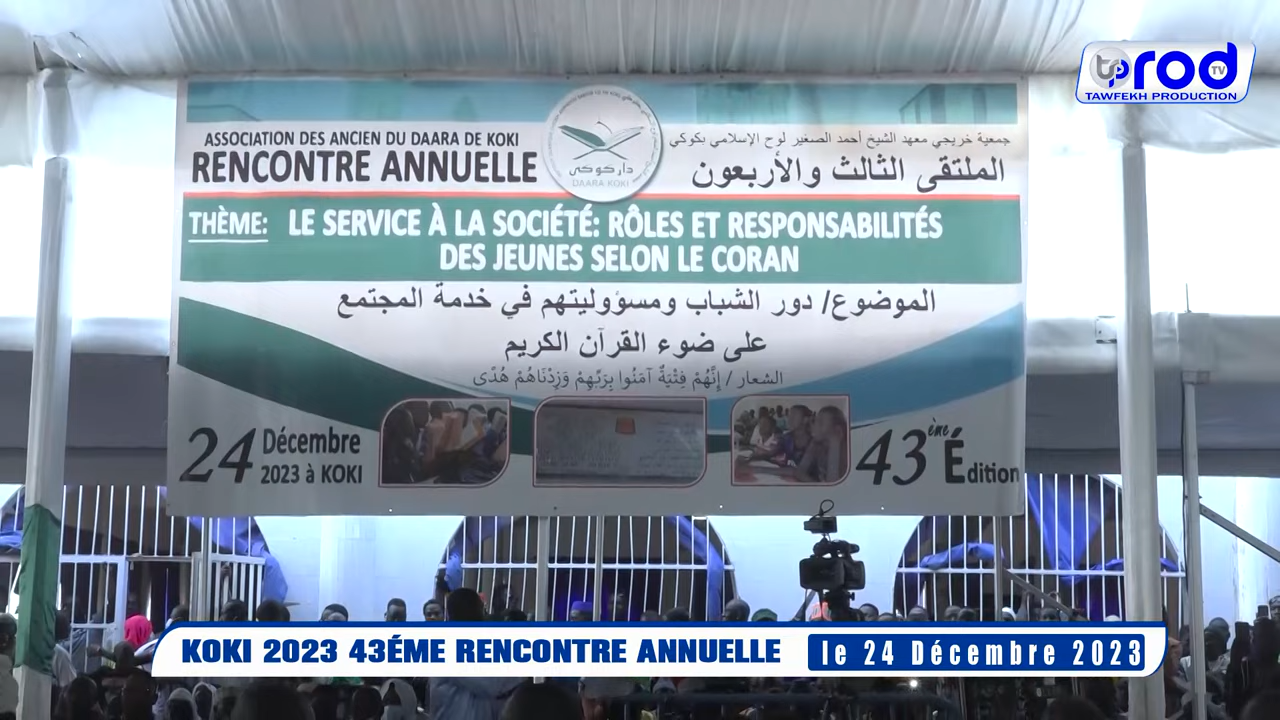 tp rod TV
TAWFEKH PRODUCTION
ASSOCIATION DES ANCIEN DU DAARA DE KOKI
RENCONTRE ANNUELLE
جمعية خريجي معهد الشيخ أحمد الصغير لوح الإسلامي بكوكي
الملتقى الثالث والأربعون
دار كوكي
DAARA KOKI
THÈME: LE SERVICE À LA SOCIÉTÉ: RÔLES ET RESPONSABILITÉS
DES JEUNES SELON LE CORAN
الموضوع/ دور الشباب ومسؤوليتهم في خدمة المجتمع
على ضوء القرآن الكريم
الشعار / إِنَّهُمْ فِتْيَةٌ آمَنُوا بِرَبِّهِمْ وَزِدْنَاهُمْ هُدًى
24 Décembre
2023 à KOKI
43ème Édition
KOKI 2023 43ÉME RENCONTRE ANNUELLE
le 24 Décembre 2023